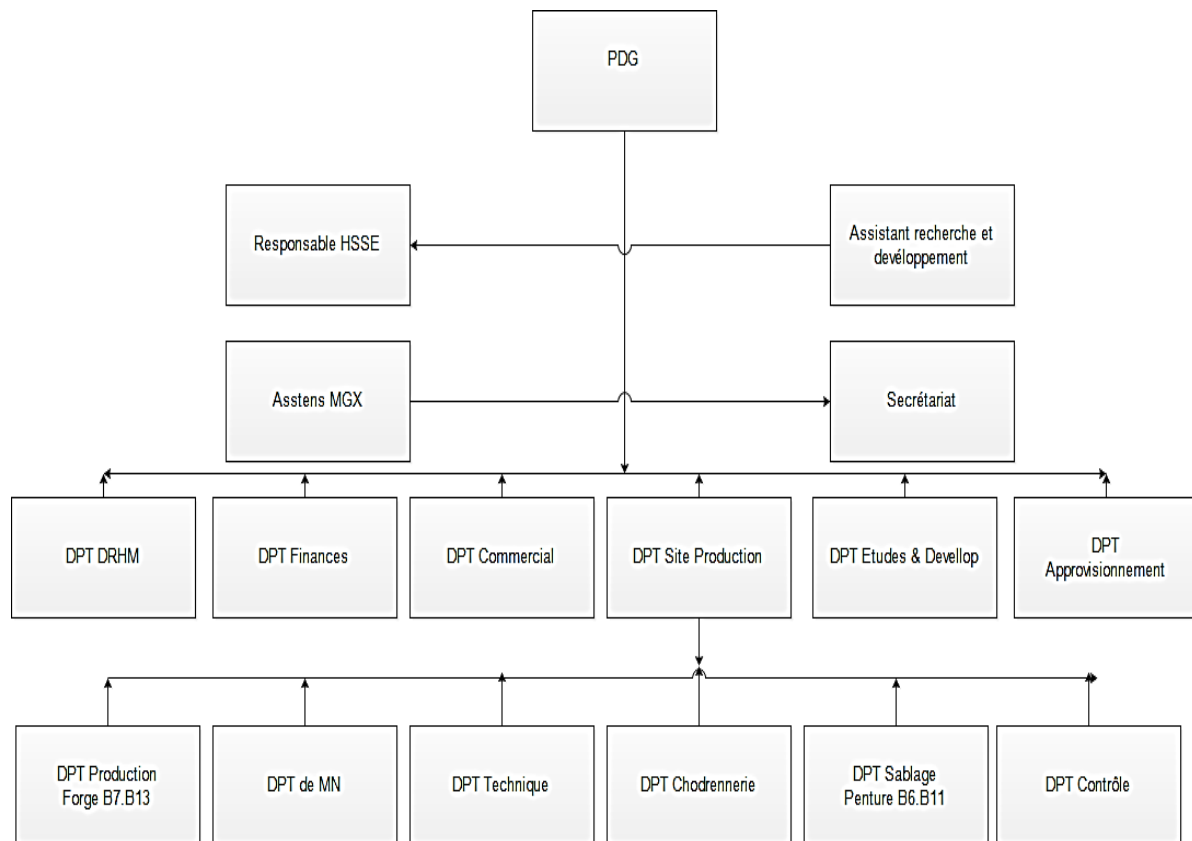 PDG
Responsable HSSE
Assistant recherche et
devéloppement
Asstens MGX
Secrétariat
DPT DRHM
DPT Finances
DPT Commercial
DPT Site Production
DPT Etudes & Devellop
DPT
Approvisionnement
DPT Production
Forge B7.B13
DPT de MN
DPT Technique
DPT Chodrennerie
DPT Sablage
Penture B6.B11
DPT Contrôle